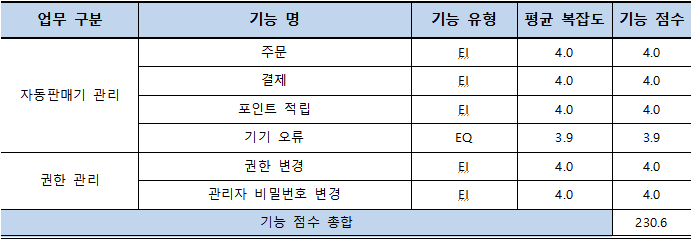 업무 구분 기능 명 기능 유형 평균 복잡도 기능 점수
자동판매기 관리 주문 EI 4.0 4.0
결제 EI 4.0 4.0
포인트 적립 EI 4.0 4.0
기기 오류 EQ 3.9 3.9
권한 관리 권한 변경 EI 4.0 4.0
관리자 비밀번호 변경 EI 4.0 4.0
기능 점수 총합 230.6